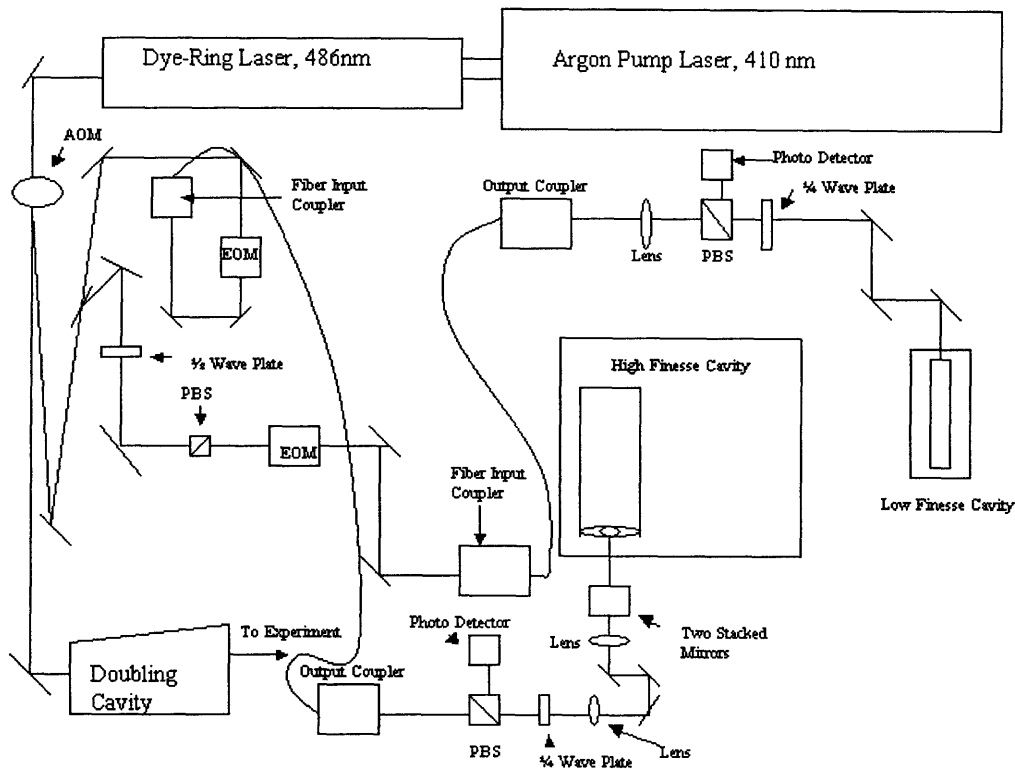 Dye-Ring Laser, 486nm
Argon Pump Laser, 410 nm
AOM
Fiber Input
Coupler
EOM
Output Coupler
Photo Detector
¼ Wave Plate
Lens
PBS
½ Wave Plate
PBS
EOM
High Finesse Cavity
Low Finesse Cavity
Fiber Input
Coupler
To Experiment
Photo Detector
Lens
Two Stacked
Mirrors
Doubling
Cavity
Output Coupler
PBS
¼ Wave Plate
Lens